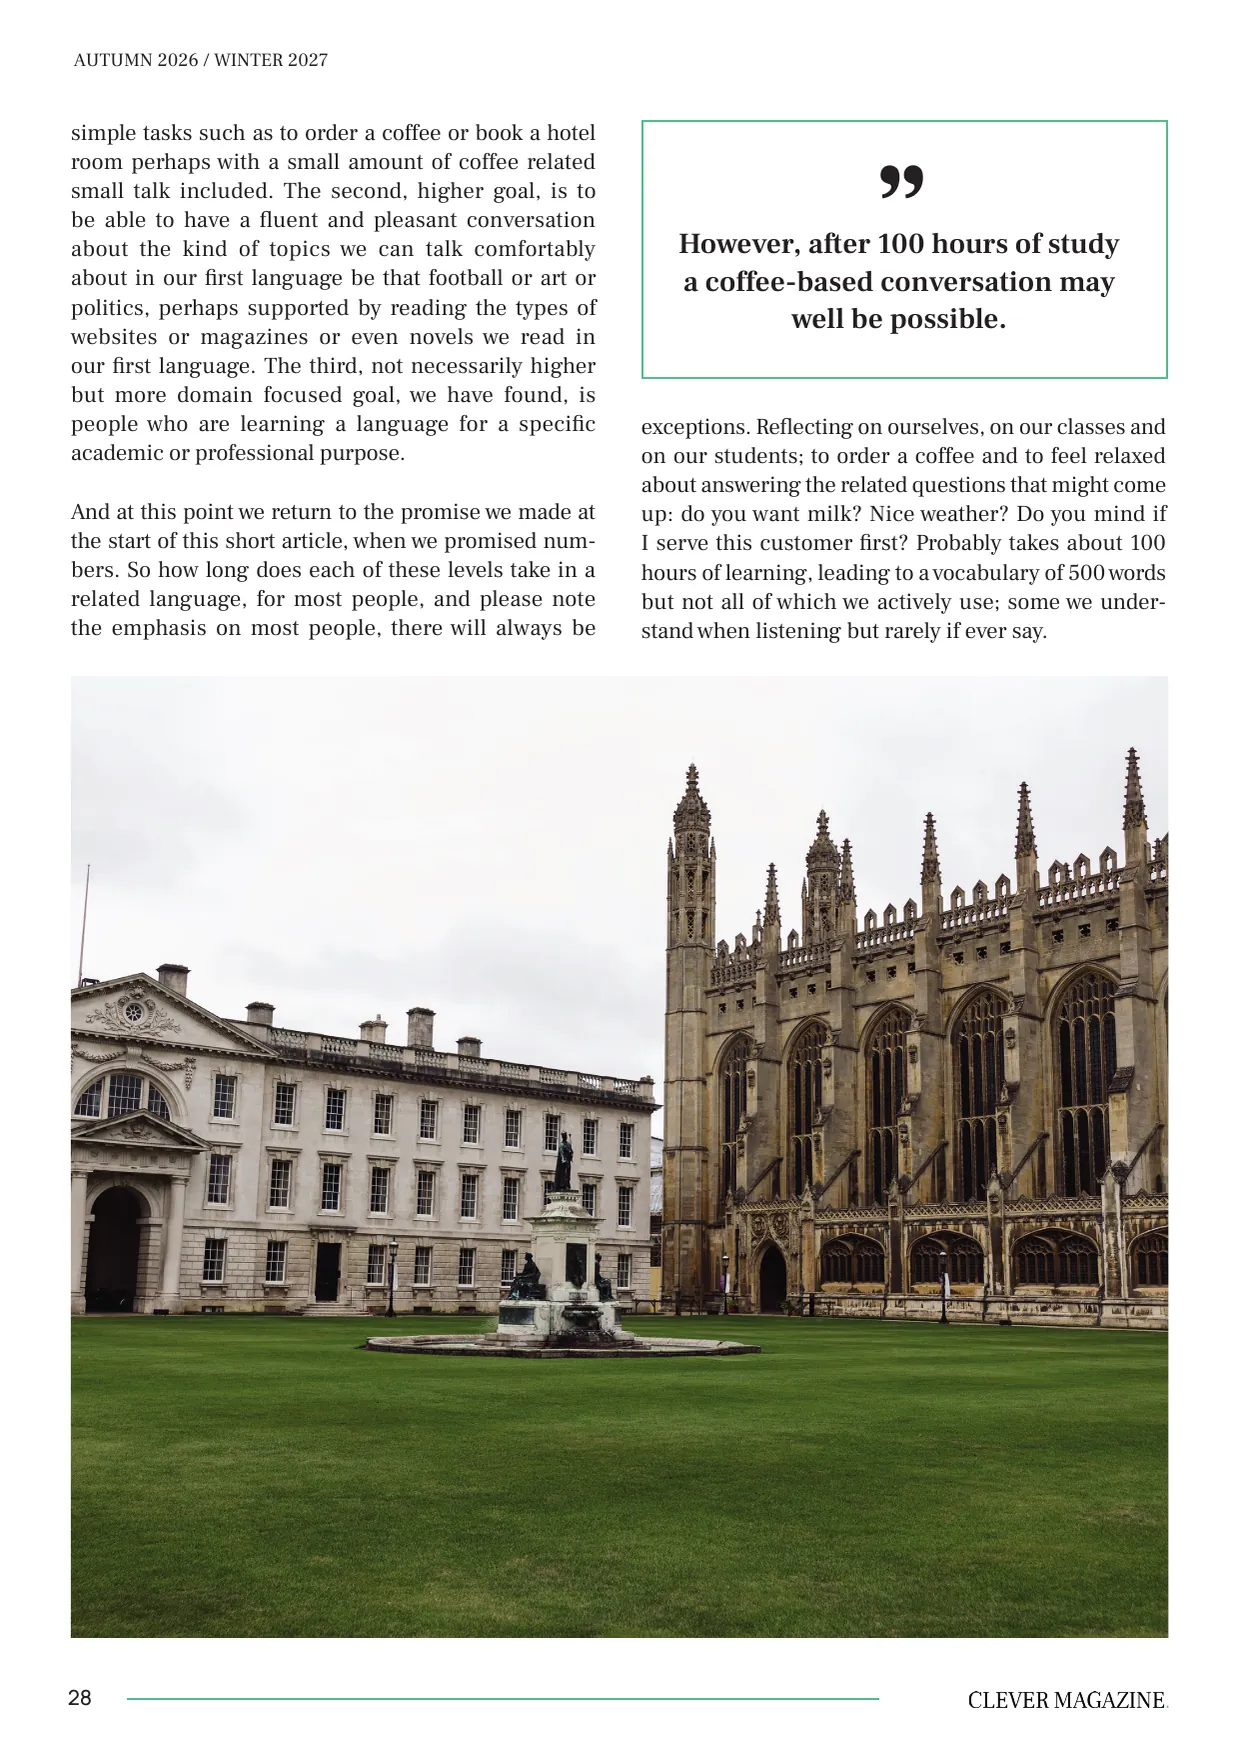 AUTUMN 2026 / WINTER 2027
simple tasks such as to order a coffee or book a hotel
room perhaps with a small amount of coffee related
small talk included. The second, higher goal, is to
be able to have a fluent and pleasant conversation
about the kind of topics we can talk comfortably
about in our first language be that football or art or
politics, perhaps supported by reading the types of
websites or magazines or even novels we read in
our first language. The third, not necessarily higher
but more domain focused goal, we have found, is
people who are learning a language for a specific
academic or professional purpose.
And at this point we return to the promise we made at
the start of this short article, when we promised num-
bers. So how long does each of these levels take in a
related language, for most people, and please note
the emphasis on most people, there will always be
”
However, after 100 hours of study
a coffee-based conversation may
well be possible.
exceptions. Reflecting on ourselves, on our classes and
on our students; to order a coffee and to feel relaxed
about answering the related questions that might come
up: do you want milk? Nice weather? Do you mind if
I serve this customer first? Probably takes about 100
hours of learning, leading to a vocabulary of 500 words
but not all of which we actively use; some we under-
stand when listening but rarely if ever say.
28
CLEVER MAGAZINE